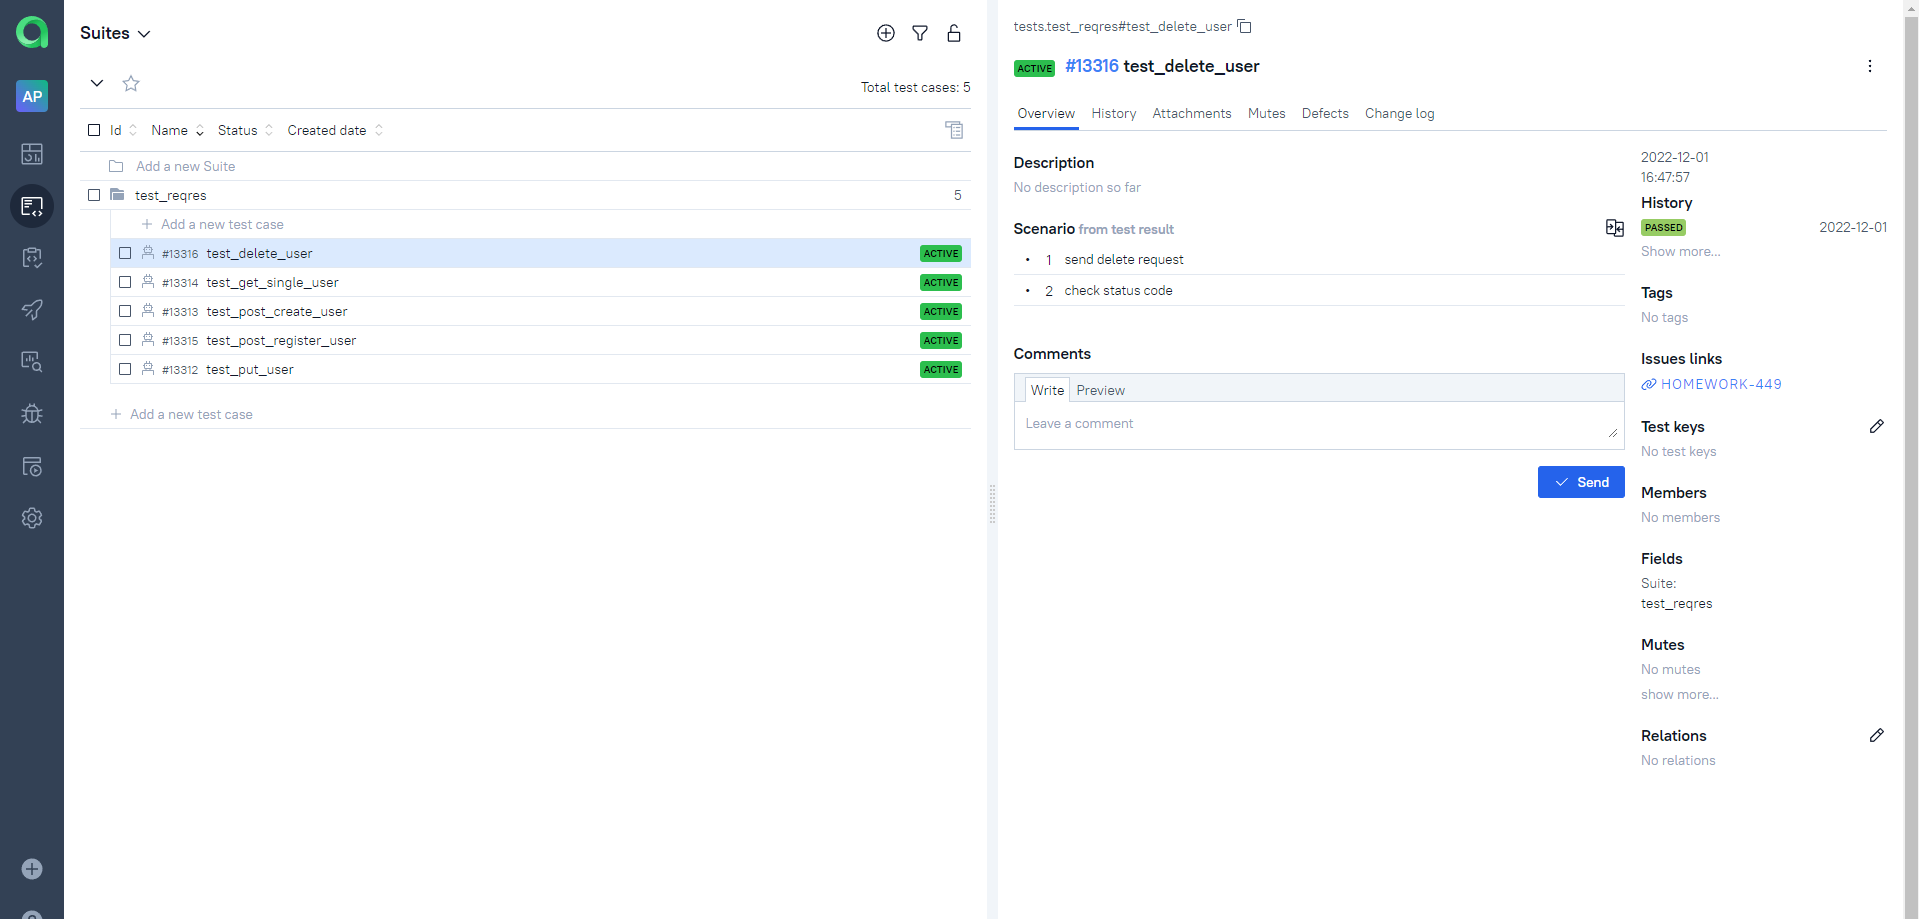 AP
Suites
Total test cases: 5
Id Name Status Created date
Add a new Suite
test_reqres 5
Add a new test case
#13316 test_delete_user ACTIVE
#13314 test_get_single_user ACTIVE
#13313 test_post_create_user ACTIVE
#13315 test_post_register_user ACTIVE
#13312 test_put_user ACTIVE
Add a new test case
tests.test_reqres#test_delete_user
ACTIVE #13316 test_delete_user
Overview History Attachments Mutes Defects Change log
Description
No description so far
Scenario from test result
• 1 send delete request
• 2 check status code
Comments
Write Preview
Leave a comment
Send
2022-12-01
16:47:57
History
PASSED 2022-12-01
Show more...
Tags
No tags
Issues links
HOMEWORK-449
Test keys
No test keys
Members
No members
Fields
Suite:
test_reqres
Mutes
No mutes
show more...
Relations
No relations